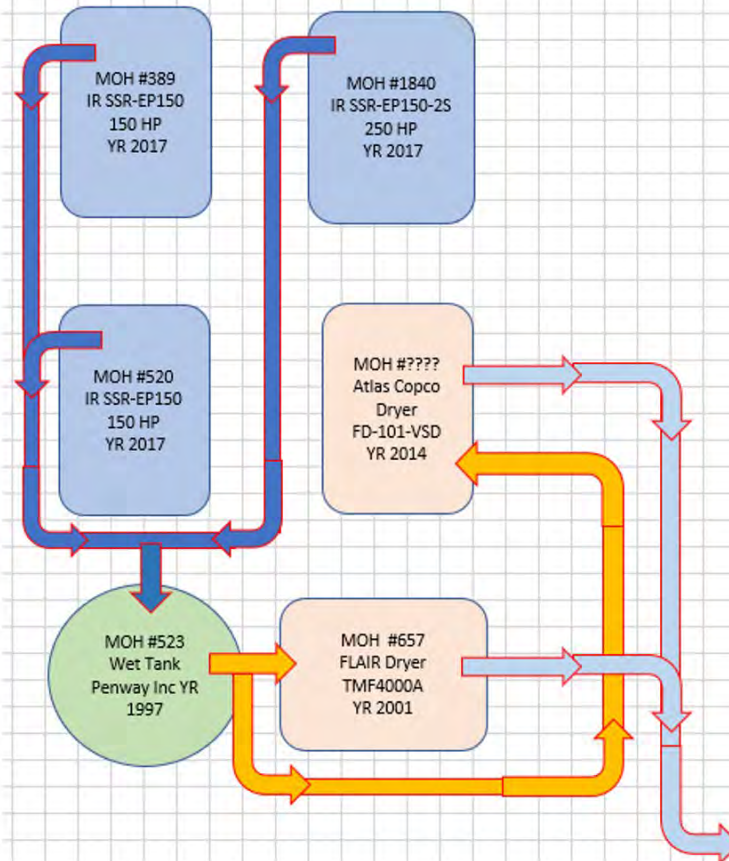 MOH #389
IR SSR-EP150
150 HP
YR 2017
MOH #1840
IR SSR-EP150-2S
250 HP
YR 2017
MOH #520
IR SSR-EP150
150 HP
YR 2017
MOH #????
Atlas Copco
Dryer
FD-101-VSD
YR 2014
MOH #523
Wet Tank
Penway Inc YR
1997
MOH #657
FLAIR Dryer
TMF4000A
YR 2001